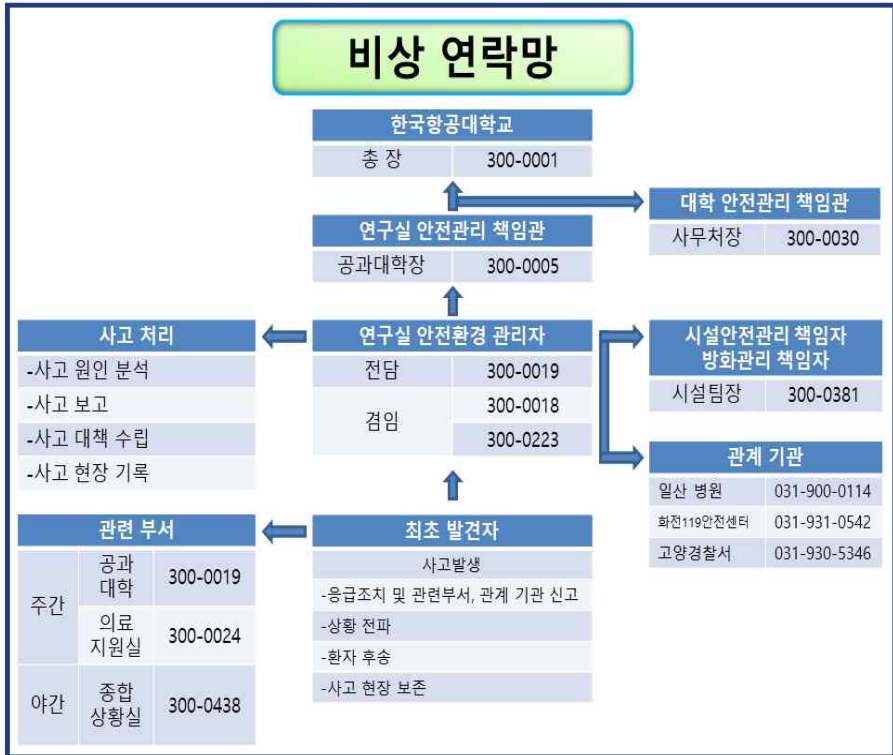 비상 연락망
한국항공대학교
총 장 300-0001
대학 안전관리 책임관
사무처장 300-0030
연구실 안전관리 책임관
공과대학장 300-0005
사고 처리
-사고 원인 분석
-사고 보고
-사고 대책 수립
-사고 현장 기록
연구실 안전환경 관리자
전담 300-0019
겸임 300-0018
300-0223
시설안전관리 책임자
방화관리 책임자
시설팀장 300-0381
관계 기관
일산 병원 031-900-0114
화전119안전센터 031-931-0542
고양경찰서 031-930-5346
관련 부서
주간
공과
대학 300-0019
의료
지원실 300-0024
야간
종합
상황실 300-0438
최초 발견자
사고발생
-응급조치 및 관련부서, 관계 기관 신고
-상황 전파
-환자 후송
-사고 현장 보존